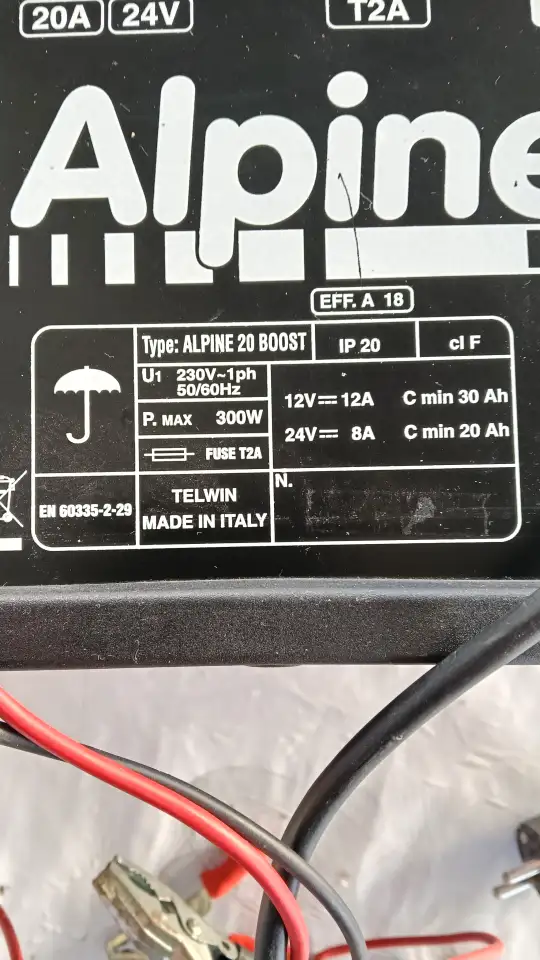 20A 24V T2A
Alpine
EFF. A 18
Type: ALPINE 20 BOOST IP 20 cl F
U1 230V~1ph
50/60Hz
P. MAX 300W
FUSE T2A
12V⎓12A C min 30 Ah
24V⎓ 8A C min 20 Ah
EN 60335-2-29
TELWIN
MADE IN ITALY
N.